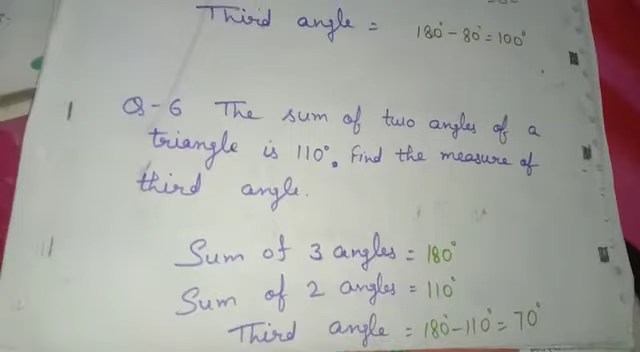 Third angle = 180° - 80° = 100°
Q-6 The sum of two angles of a
triangle is 110°. Find the measure of
third angle.
Sum of 3 angles = 180°
Sum of 2 angles = 110°
Third angle = 180° - 110° = 70°